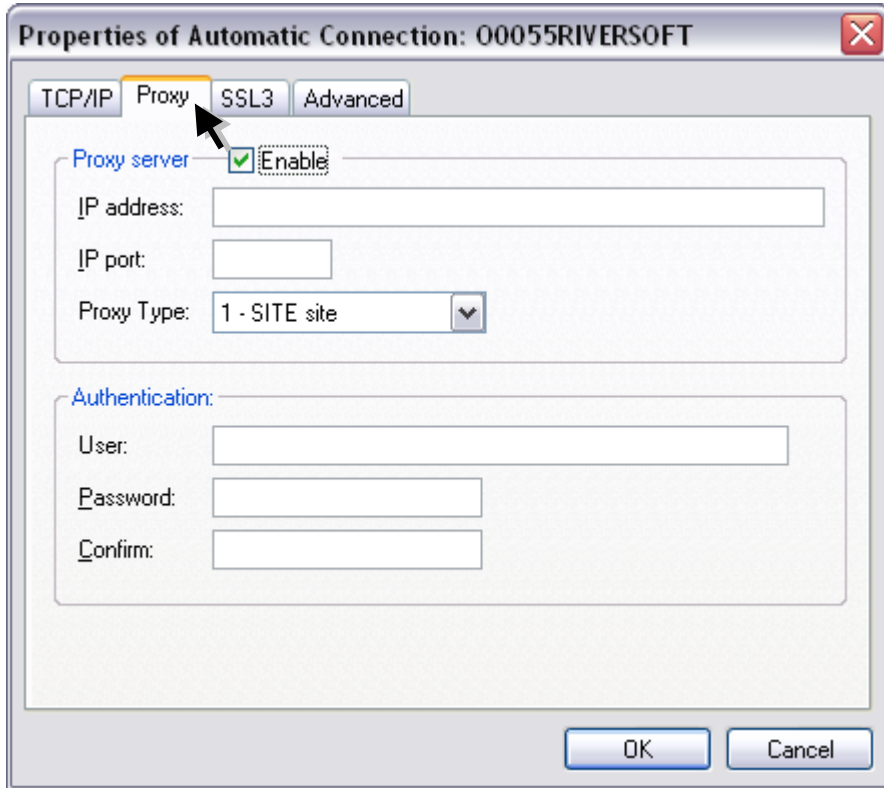 Properties of Automatic Connection: O0055RIVERSOFT
TCP/IP Proxy SSL3 Advanced
Proxy server Enable
IP address:
IP port:
Proxy Type: 1 - SITE site
Authentication:
User:
Password:
Confirm:
OK Cancel